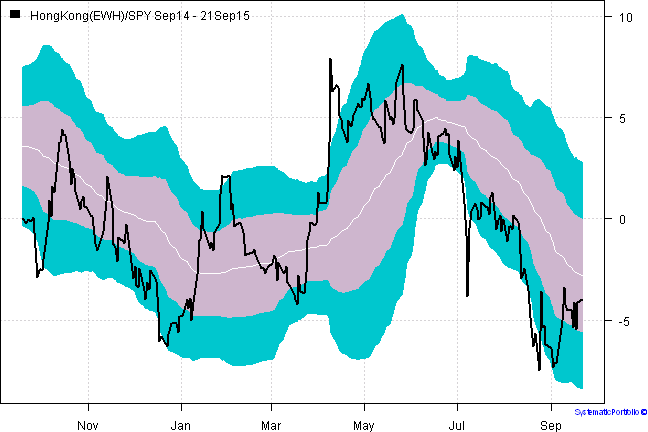 HongKong(EWH)/SPY Sep14 - 21Sep15
10
5
0
-5
Nov Jan Mar May Jul Sep
SystematicPortfolio ©